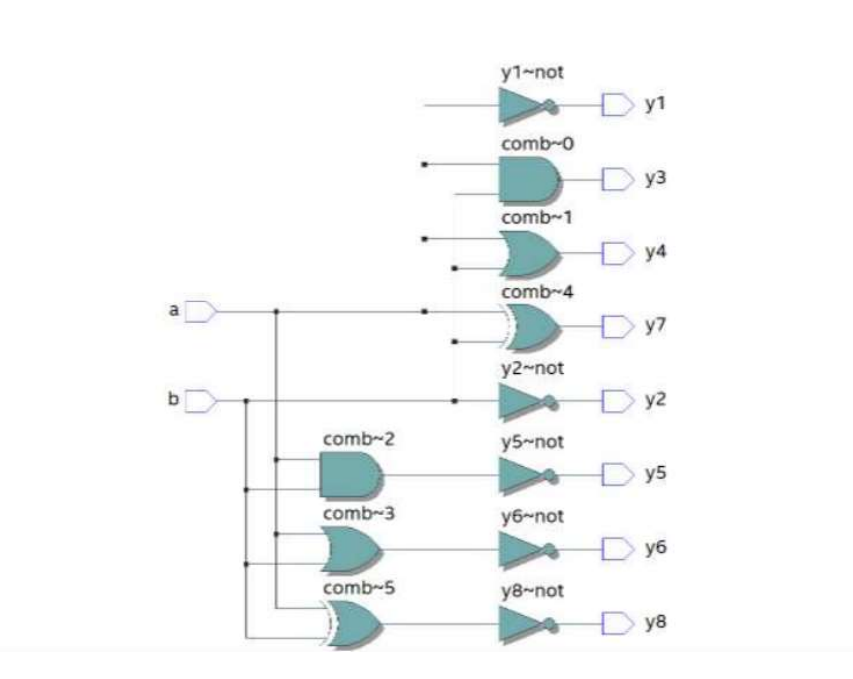 y1~not
y1
comb~0
y3
comb~1
y4
comb~4
a
y7
y2~not
b
y2
comb~2
y5~not
y5
comb~3
y6~not
y6
comb~5
y8~not
y8